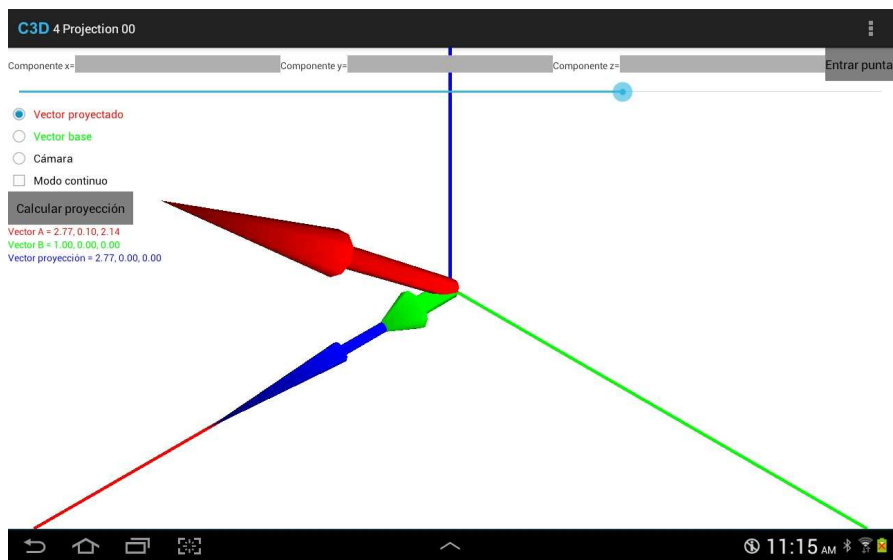 C3D 4 Projection 00
Componente x= Componente y= Componente z= Entrar punta
Vector proyectado
Vector base
Cámara
Modo continuo
Calcular proyección
Vector A = 2.77, 0.10, 2.14
Vector B = 1.00, 0.00, 0.00
Vector proyección = 2.77, 0.00, 0.00
11:15 AM